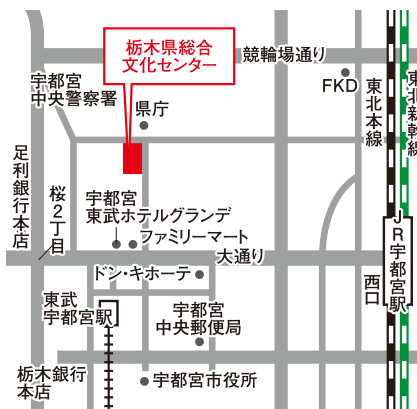 栃木県総合
文化センター
競輪場通り
宇都宮
中央警察署
県庁
FKD
東北本線
東北新幹線
足利銀行本店
桜2丁目
宇都宮
東武ホテルグランデ
ファミリーマート
大通り
ドン・キホーテ
JR宇都宮駅
西口
東武
宇都宮駅
宇都宮
中央郵便局
栃木銀行
本店
宇都宮市役所